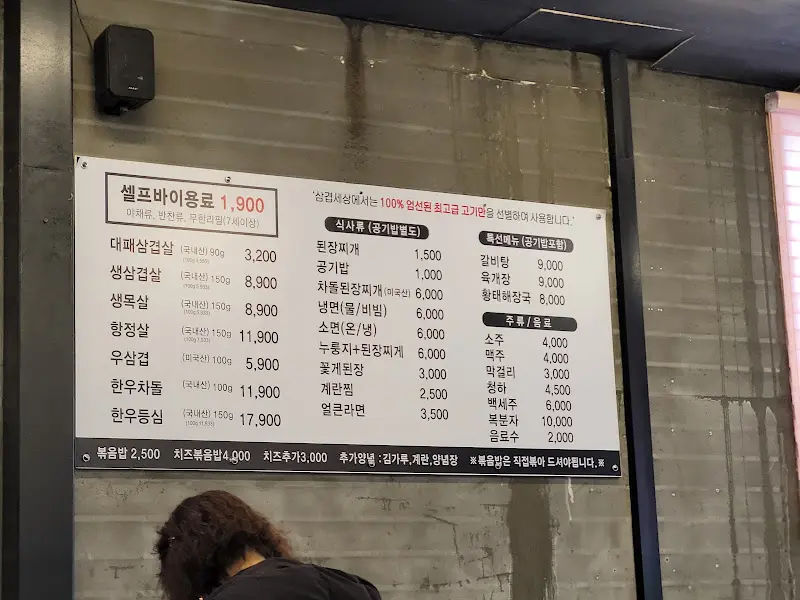 셀프바이용료 1,900
야채류, 반찬류, 무한리필(7세이상)
대패삼겹살 (국내산) 90g 3,200
생삼겹살 (국내산) 150g 8,900
생목살 (국내산) 150g 8,900
항정살 (국내산) 150g 11,900
우삼겹 (미국산) 100g 5,900
한우차돌 (국내산) 100g 11,900
한우등심 (국내산) 150g 17,900
'삼겹세상에서는 100% 엄선된 최고급 고기만을 선별하여 사용합니다.'
식사류 (공기밥별도)
된장찌개 1,500
공기밥 1,000
차돌된장찌개 (미국산) 6,000
냉면(물/비빔) 6,000
소면(온/냉) 6,000
누룽지+된장찌게 6,000
꽃게된장 3,000
계란찜 2,500
얼큰라면 3,500
특선메뉴 (공기밥포함)
갈비탕 9,000
육개장 9,000
황태해장국 8,000
주류 / 음료
소주 4,000
맥주 4,000
막걸리 3,000
청하 4,500
백세주 6,000
복분자 10,000
음료수 2,000
볶음밥 2,500 치즈볶음밥4,000 치즈추가3,000 추가양념 :김가루,계란,양념장 ※볶음밥은 직접볶아 드셔야됩니다.※